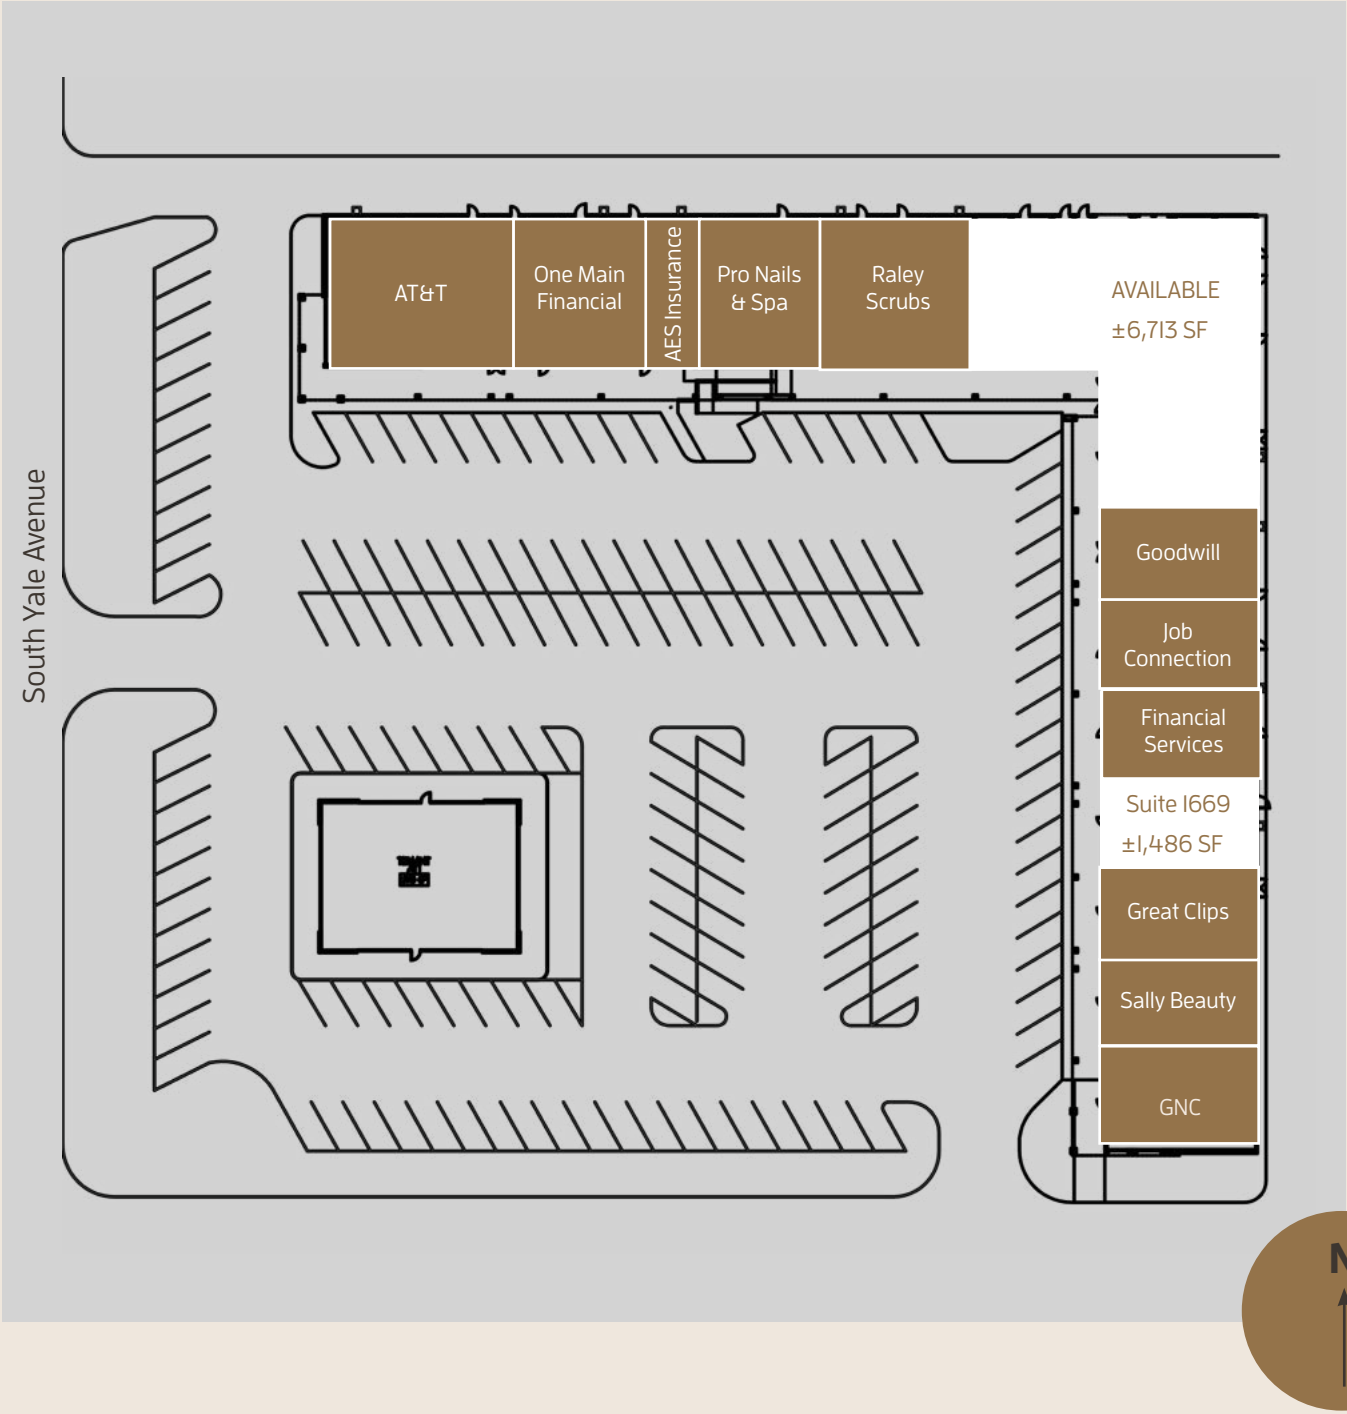 South Yale Avenue
AT&T
One Main
Financial
AES Insurance
Pro Nails
& Spa
Raley
Scrubs
AVAILABLE
±6,713 SF
Goodwill
Job
Connection
Financial
Services
Suite 1669
±1,486 SF
Great Clips
Sally Beauty
GNC
N